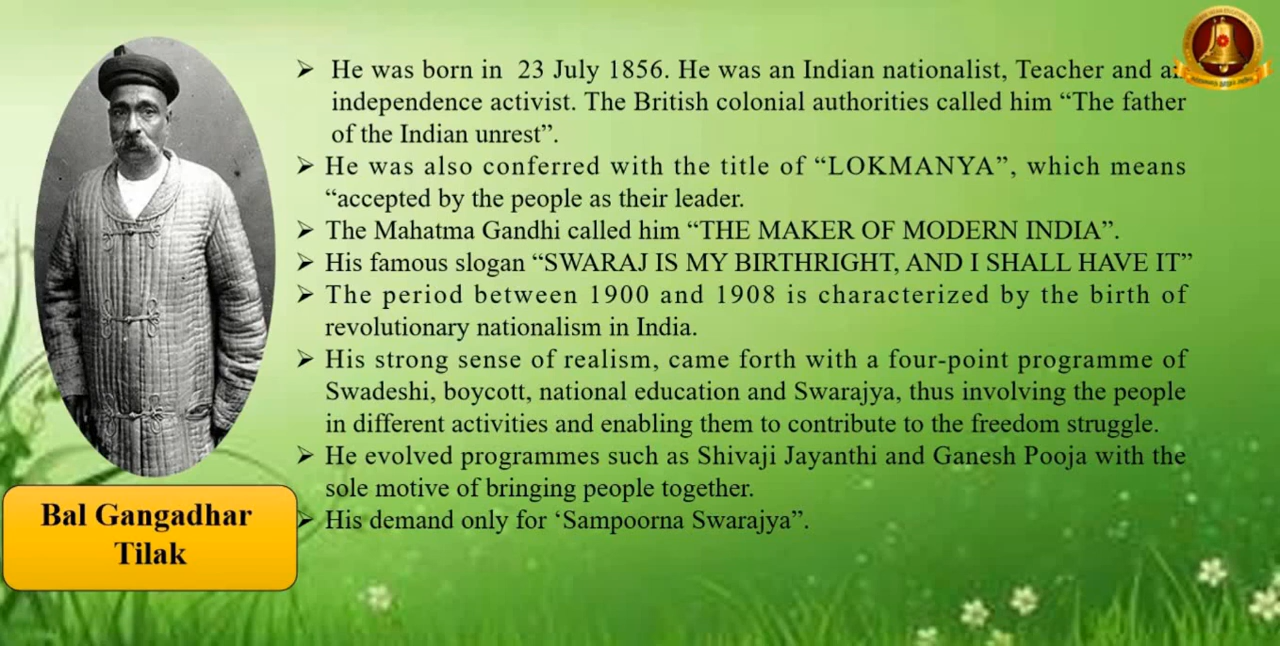 ➤ He was born in 23 July 1856. He was an Indian nationalist, Teacher and a
independence activist. The British colonial authorities called him “The father
of the Indian unrest”.
➤ He was also conferred with the title of “LOKMANYA”, which means
“accepted by the people as their leader.
➤ The Mahatma Gandhi called him “THE MAKER OF MODERN INDIA”.
➤ His famous slogan “SWARAJ IS MY BIRTHRIGHT, AND I SHALL HAVE IT”
➤ The period between 1900 and 1908 is characterized by the birth of
revolutionary nationalism in India.
➤ His strong sense of realism, came forth with a four-point programme of
Swadeshi, boycott, national education and Swarajya, thus involving the people
in different activities and enabling them to contribute to the freedom struggle.
➤ He evolved programmes such as Shivaji Jayanthi and Ganesh Pooja with the
sole motive of bringing people together.
➤ His demand only for ‘Sampoorna Swarajya”.
Bal Gangadhar
Tilak